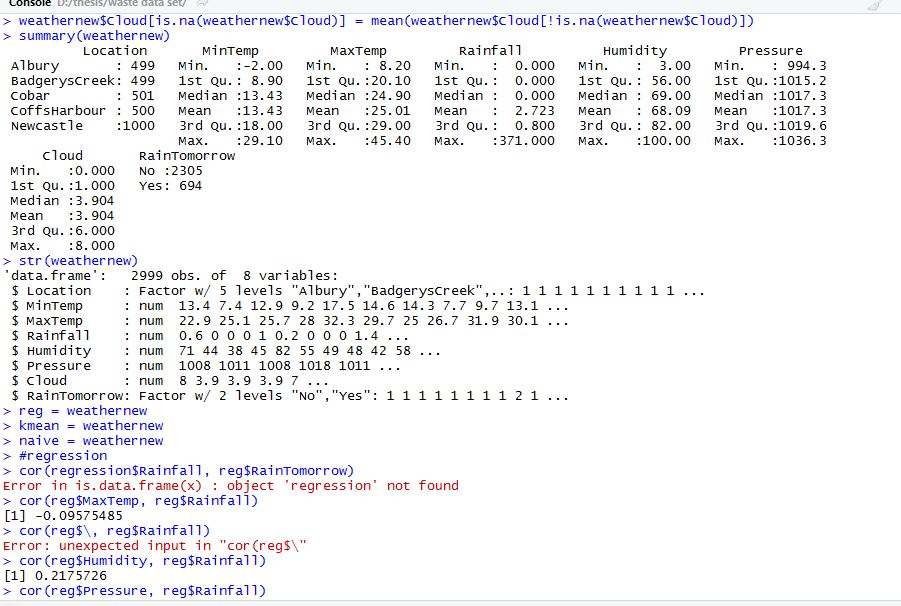 Console D:/thesis/waste data set/
> weathernew$Cloud[is.na(weathernew$Cloud)] = mean(weathernew$Cloud[!is.na(weathernew$Cloud)])
> summary(weathernew)
Location MinTemp MaxTemp Rainfall Humidity Pressure
Albury : 499 Min. :-2.00 Min. : 8.20 Min. : 0.000 Min. : 3.00 Min. : 994.3
BadgerysCreek: 499 1st Qu.: 8.90 1st Qu.:20.10 1st Qu.: 0.000 1st Qu.: 56.00 1st Qu.:1015.2
Cobar : 501 Median :13.43 Median :24.90 Median : 0.000 Median : 69.00 Median :1017.3
CoffsHarbour : 500 Mean :13.43 Mean :25.01 Mean : 2.723 Mean : 68.09 Mean :1017.3
Newcastle :1000 3rd Qu.:18.00 3rd Qu.:29.00 3rd Qu.: 0.800 3rd Qu.: 82.00 3rd Qu.:1019.6
Max. :29.10 Max. :45.40 Max. :371.000 Max. :100.00 Max. :1036.3
Cloud RainTomorrow
Min. :0.000 No :2305
1st Qu.:1.000 Yes: 694
Median :3.904
Mean :3.904
3rd Qu.:6.000
Max. :8.000
> str(weathernew)
'data.frame': 2999 obs. of 8 variables:
$ Location : Factor w/ 5 levels "Albury","BadgerysCreek",..: 1 1 1 1 1 1 1 1 1 1 ...
$ MinTemp : num 13.4 7.4 12.9 9.2 17.5 14.6 14.3 7.7 9.7 13.1 ...
$ MaxTemp : num 22.9 25.1 25.7 28 32.3 29.7 25 26.7 31.9 30.1 ...
$ Rainfall : num 0.6 0 0 0 1 0.2 0 0 0 1.4 ...
$ Humidity : num 71 44 38 45 82 55 49 48 42 58 ...
$ Pressure : num 1008 1011 1008 1018 1011 ...
$ Cloud : num 8 3.9 3.9 3.9 7 ...
$ RainTomorrow: Factor w/ 2 levels "No","Yes": 1 1 1 1 1 1 1 1 2 1 ...
> reg = weathernew
> kmean = weathernew
> naive = weathernew
> #regression
> cor(regression$Rainfall, reg$RainTomorrow)
Error in is.data.frame(x) : object 'regression' not found
> cor(reg$MaxTemp, reg$Rainfall)
[1] -0.09575485
> cor(reg$\, reg$Rainfall)
Error: unexpected input in "cor(reg$\"
> cor(reg$Humidity, reg$Rainfall)
[1] 0.2175726
> cor(reg$Pressure, reg$Rainfall)